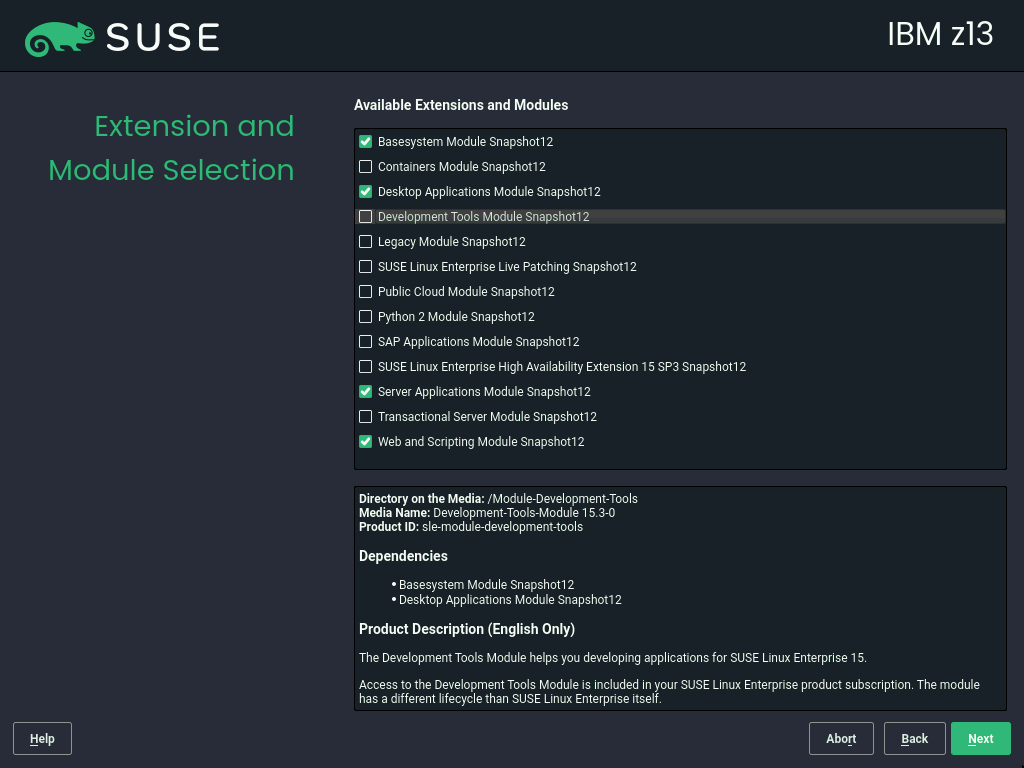 SUSE
IBM z13
Extension and
Module Selection
Available Extensions and Modules
Basesystem Module Snapshot12
Containers Module Snapshot12
Desktop Applications Module Snapshot12
Development Tools Module Snapshot12
Legacy Module Snapshot12
SUSE Linux Enterprise Live Patching Snapshot12
Public Cloud Module Snapshot12
Python 2 Module Snapshot12
SAP Applications Module Snapshot12
SUSE Linux Enterprise High Availability Extension 15 SP3 Snapshot12
Server Applications Module Snapshot12
Transactional Server Module Snapshot12
Web and Scripting Module Snapshot12
Directory on the Media: /Module-Development-Tools
Media Name: Development-Tools-Module 15.3-0
Product ID: sle-module-development-tools
Dependencies
• Basesystem Module Snapshot12
• Desktop Applications Module Snapshot12
Product Description (English Only)
The Development Tools Module helps you developing applications for SUSE Linux Enterprise 15.
Access to the Development Tools Module is included in your SUSE Linux Enterprise product subscription. The module
has a different lifecycle than SUSE Linux Enterprise itself.
Help
Abort
Back
Next